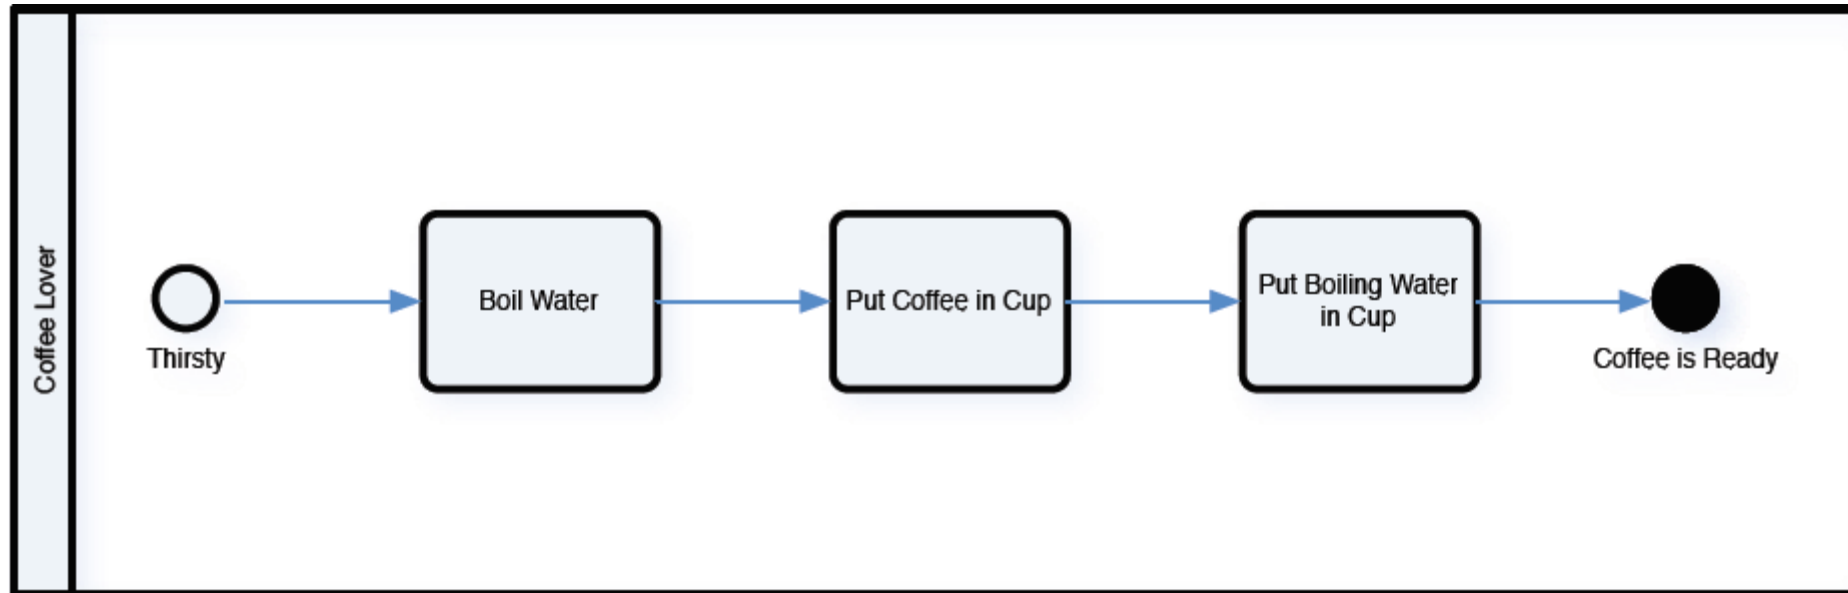 Coffee Lover
Thirsty
Boil Water
Put Coffee in Cup
Put Boiling Water
in Cup
Coffee is Ready